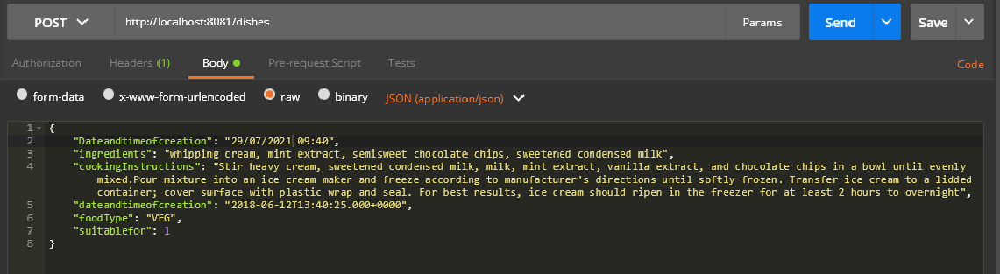 POST http://localhost:8081/dishes Params Send Save
Authorization Headers (1) Body Pre-request Script Tests Code
form-data x-www-form-urlencoded raw binary JSON (application/json)
1 {
2 "Dateandtimeofcreation": "29/07/2021 09:40",
3 "ingredients": "whipping cream, mint extract, semisweet chocolate chips, sweetened condensed milk",
4 "cookingInstructions": "Stir heavy cream, sweetened condensed milk, milk, mint extract, vanilla extract, and chocolate chips in a bowl until evenly
mixed.Pour mixture into an ice cream maker and freeze according to manufacturer's directions until softly frozen. Transfer ice cream to a lidded
container; cover surface with plastic wrap and seal. For best results, ice cream should ripen in the freezer for at least 2 hours to overnight",
5 "dateandtimeofcreation": "2018-06-12T13:40:25.000+0000",
6 "foodType": "VEG",
7 "suitablefor": 1
8 }